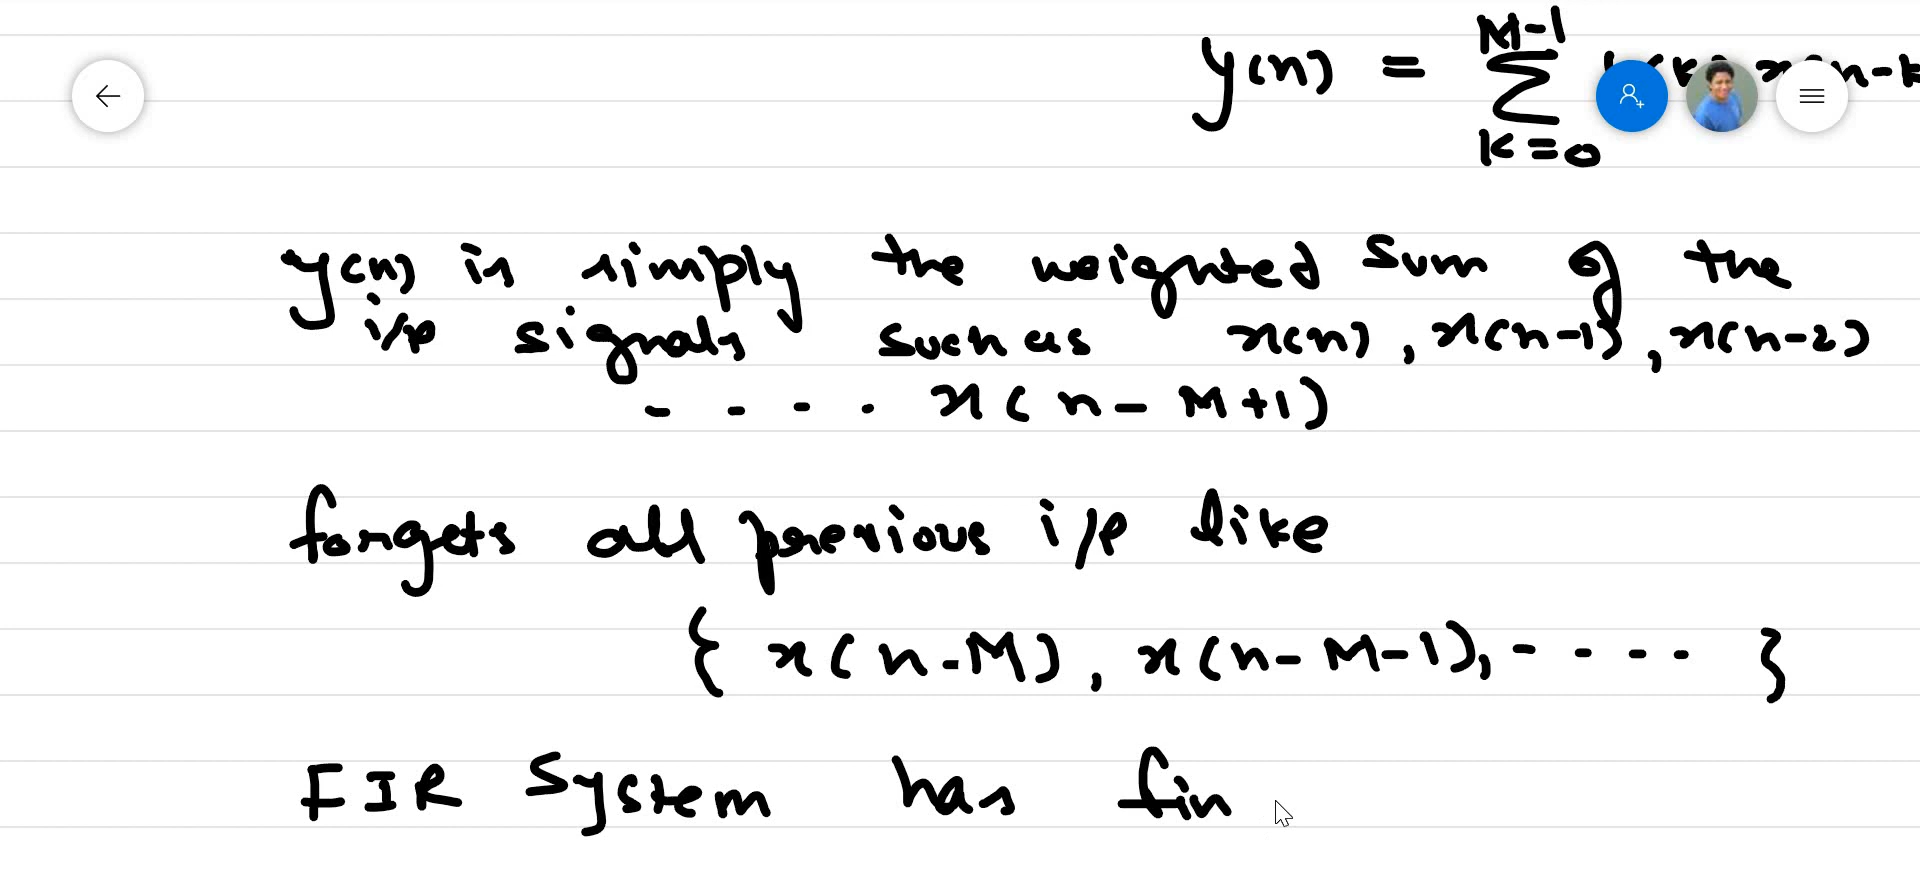 y(n) = M-1 Σ K=0 x(n-k
y(n) is simply the weighted sum of the
i/p signals such as x(n), x(n-1), x(n-2)
- - - . x(n-M+1)
forgets all previous i/p like
{ x(n-M), x(n-M-1), - - - - }
FIR System has fin